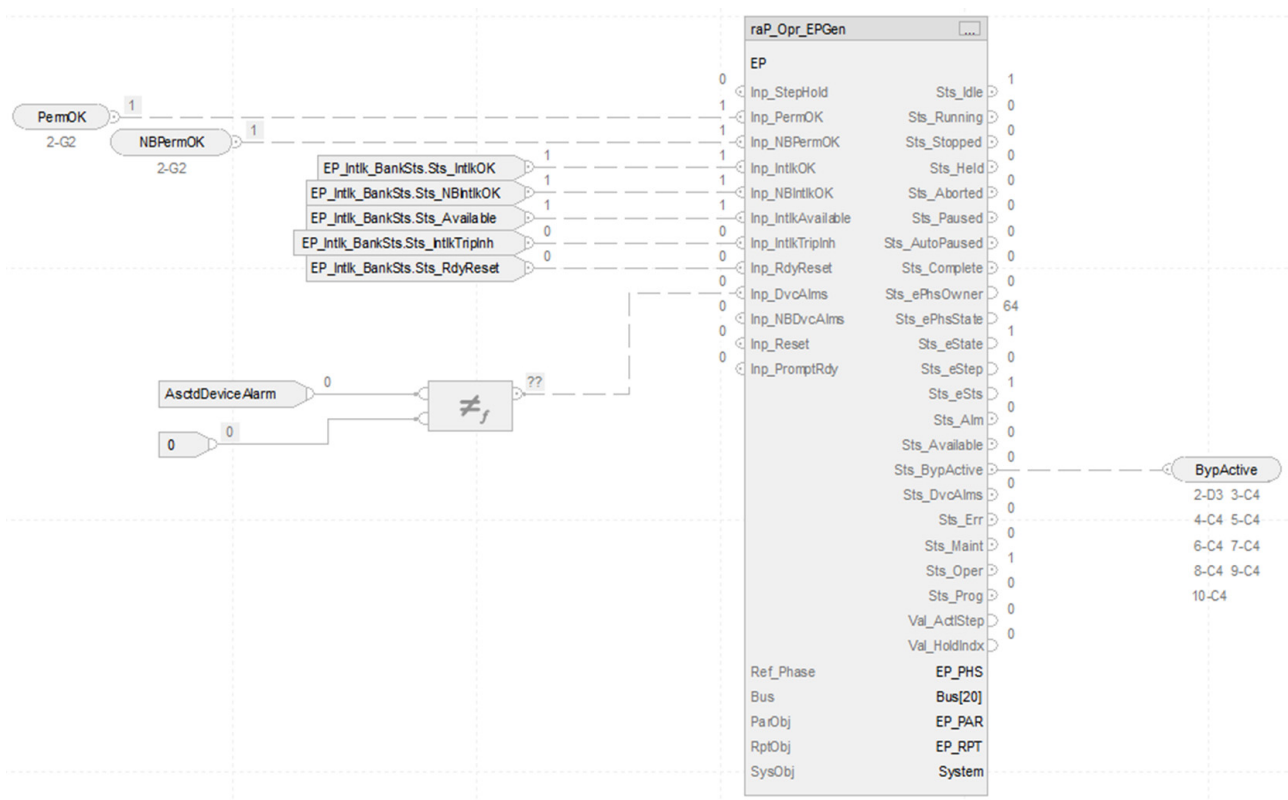 raP_Opr_EPGen ...
EP
0 1
Inp_StepHold Sts_Idle
PermOK 1 1 0
2-G2 Inp_PermOK Sts_Running
NBPermOK 1 1 0
2-G2 Inp_NBPermOK Sts_Stopped
EP_Intlk_BankSts.Sts_IntlkOK 1 1 0
Inp_IntlkOK Sts_Held
EP_Intlk_BankSts.Sts_NBIntlkOK 1 1 0
Inp_NBIntlkOK Sts_Aborted
EP_Intlk_BankSts.Sts_Available 1 1 0
Inp_IntlkAvailable Sts_Paused
EP_Intlk_BankSts.Sts_IntlkTripInh 0 0 0
Inp_IntlkTripInh Sts_AutoPaused
EP_Intlk_BankSts.Sts_RdyReset 0 0 0
Inp_RdyReset Sts_Complete
0 0
Inp_DvcAlms Sts_ePhsOwner
0 64
Inp_NBDvcAlms Sts_ePhsState
0 1
Inp_Reset Sts_eState
0 0
Inp_PromptRdy Sts_eStep
AsctdDeviceAlarm 0 ?? 1
Sts_eSts
≠f 0
Sts_Alm
0 0 0
Sts_Available
0
Sts_BypActive BypActive
0
Sts_DvcAlms 2-D3 3-C4
0
Sts_Err 4-C4 5-C4
0
Sts_Maint 6-C4 7-C4
1
Sts_Oper 8-C4 9-C4
0
Sts_Prog 10-C4
0
Val_ActlStep
0
Val_HoldIndx
Ref_Phase EP_PHS
Bus Bus[20]
ParObj EP_PAR
RptObj EP_RPT
SysObj System